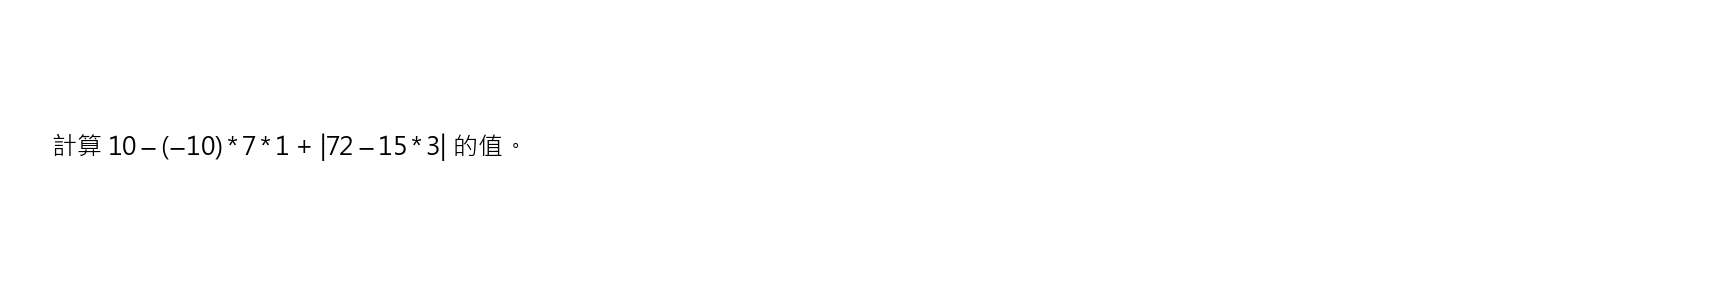 計算 10 – (–10) * 7 * 1 + |72 – 15 * 3| 的值。